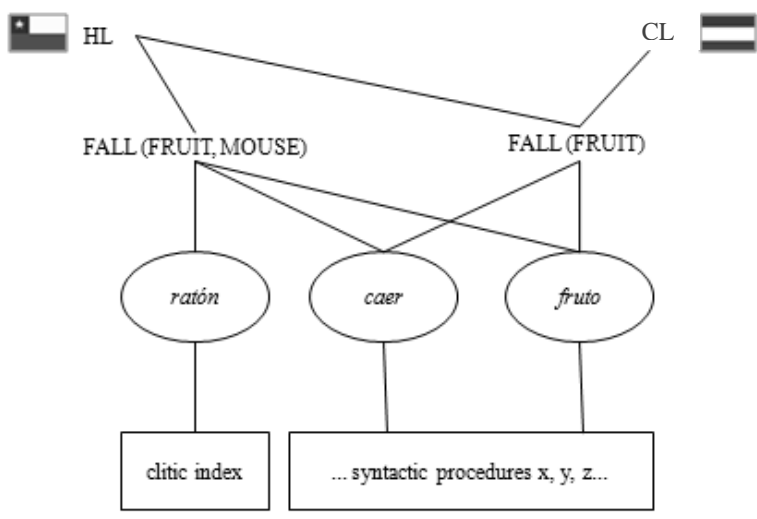 HL
CL
FALL (FRUIT, MOUSE)
FALL (FRUIT)
ratón
caer
fruto
clitic index
... syntactic procedures x, y, z...